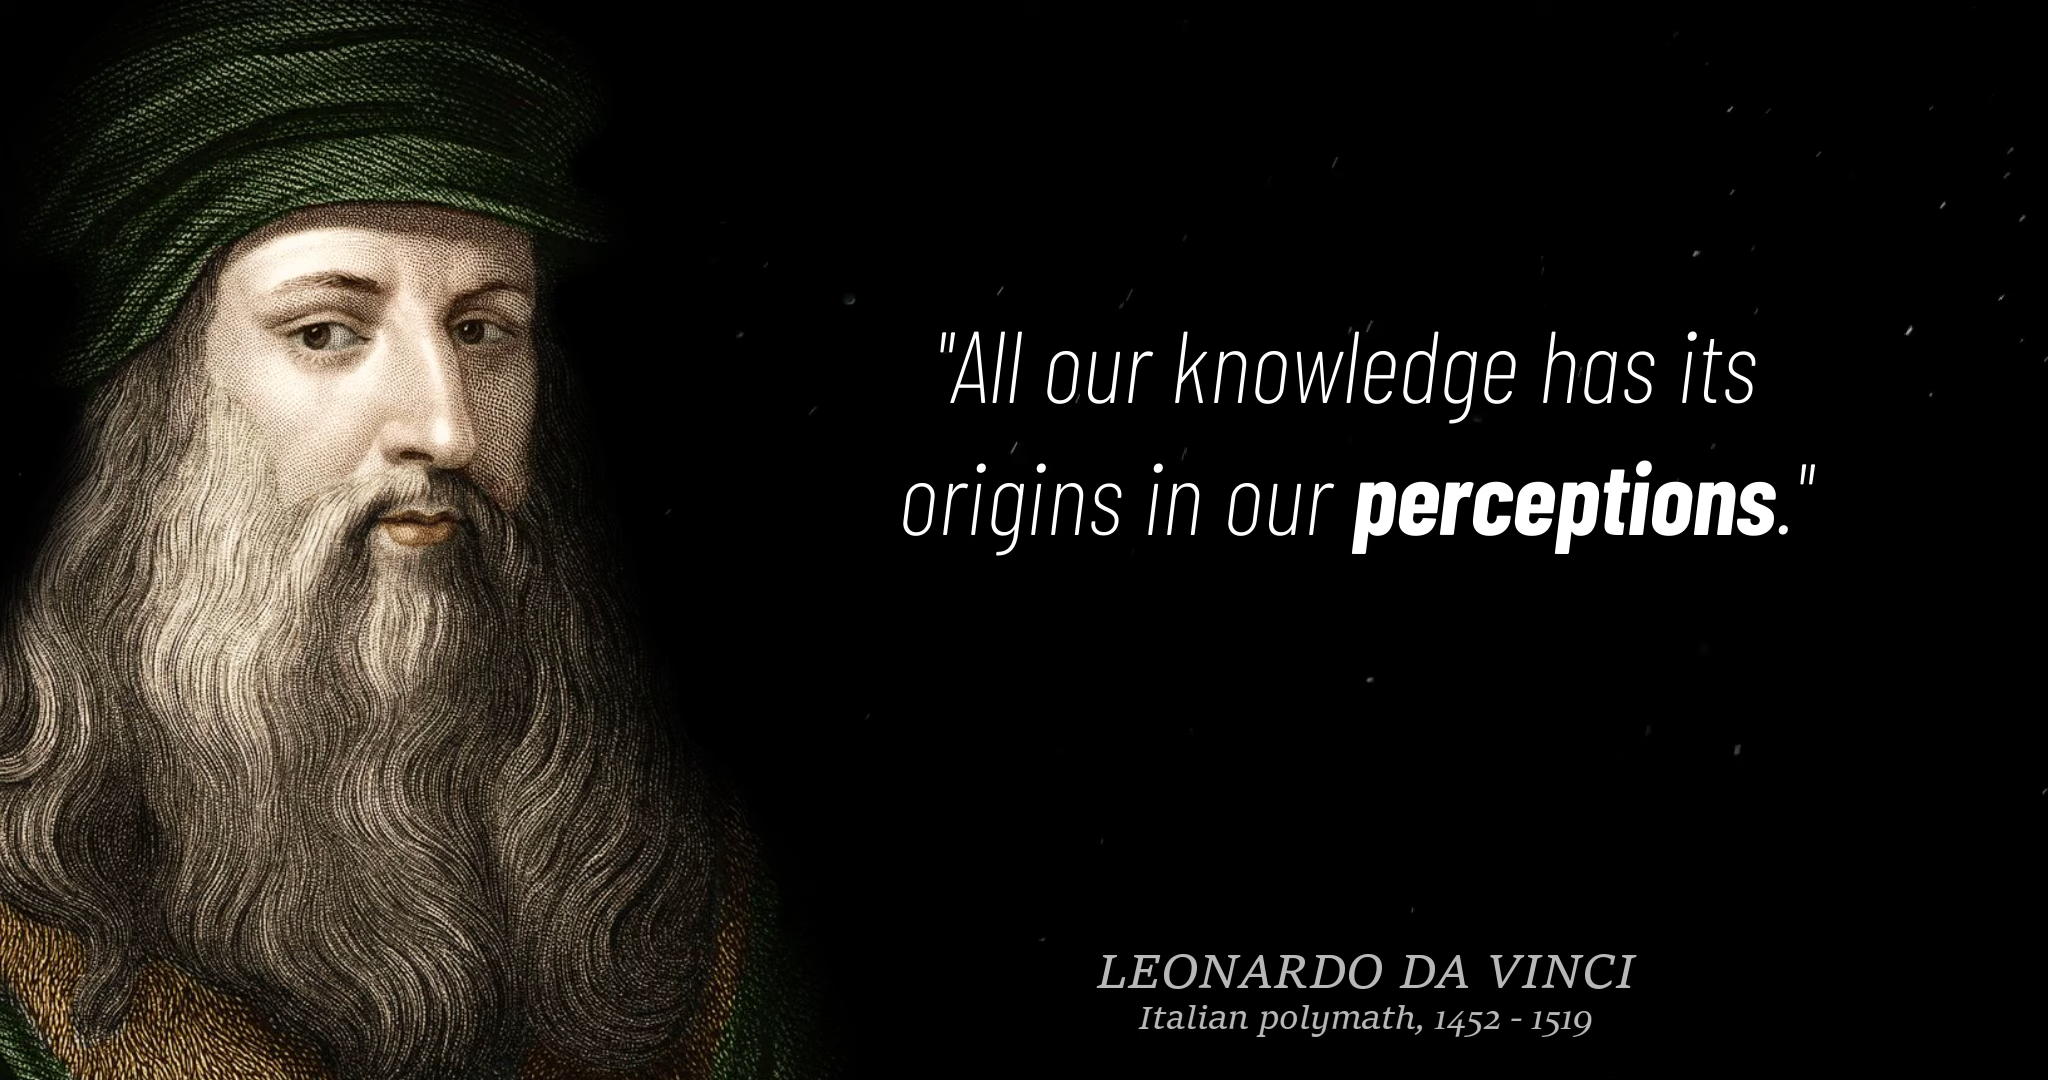 "All our knowledge has its
origins in our perceptions."
LEONARDO DA VINCI
Italian polymath, 1452 - 1519